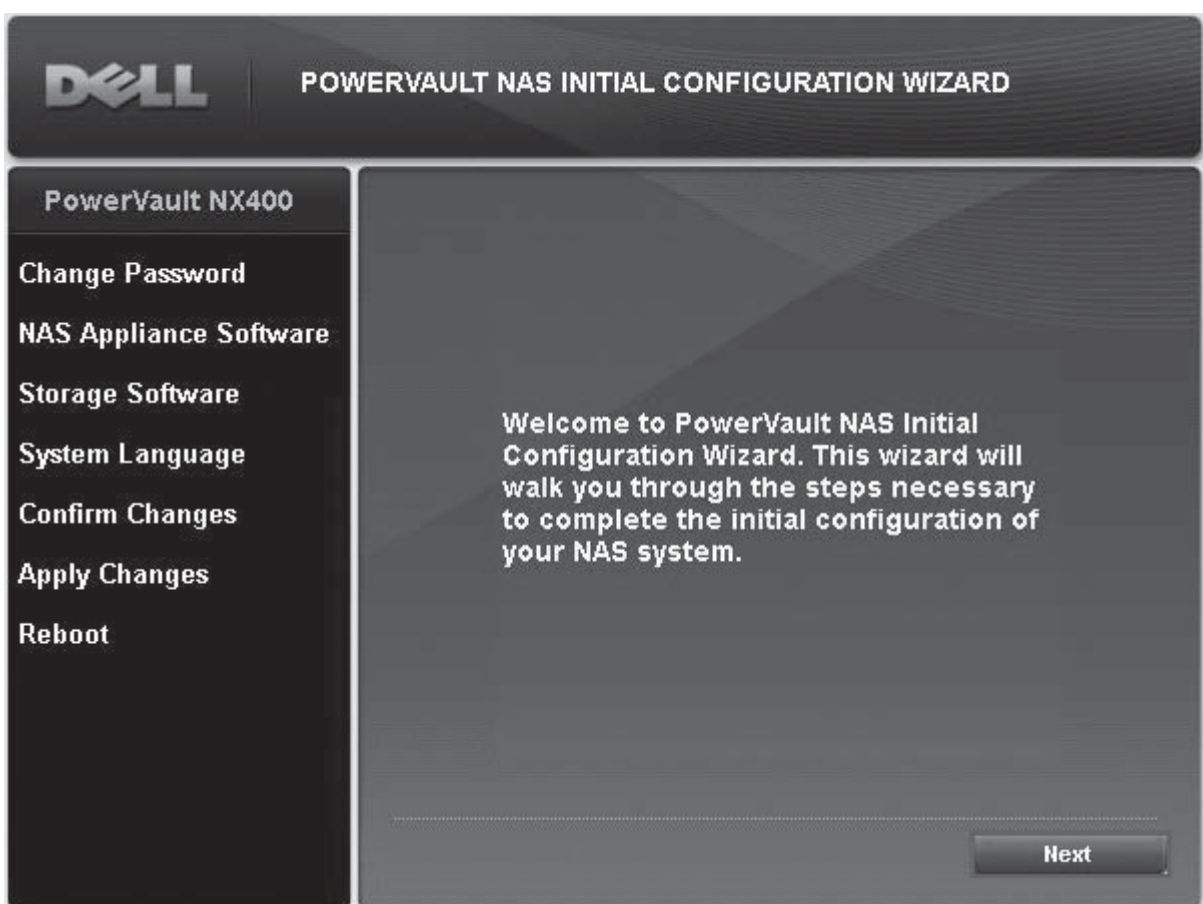 DELL
POWERVAULT NAS INITIAL CONFIGURATION WIZARD
PowerVault NX400
Change Password
NAS Appliance Software
Storage Software
System Language
Confirm Changes
Apply Changes
Reboot
Welcome to PowerVault NAS Initial
Configuration Wizard. This wizard will
walk you through the steps necessary
to complete the initial configuration of
your NAS system.
Next